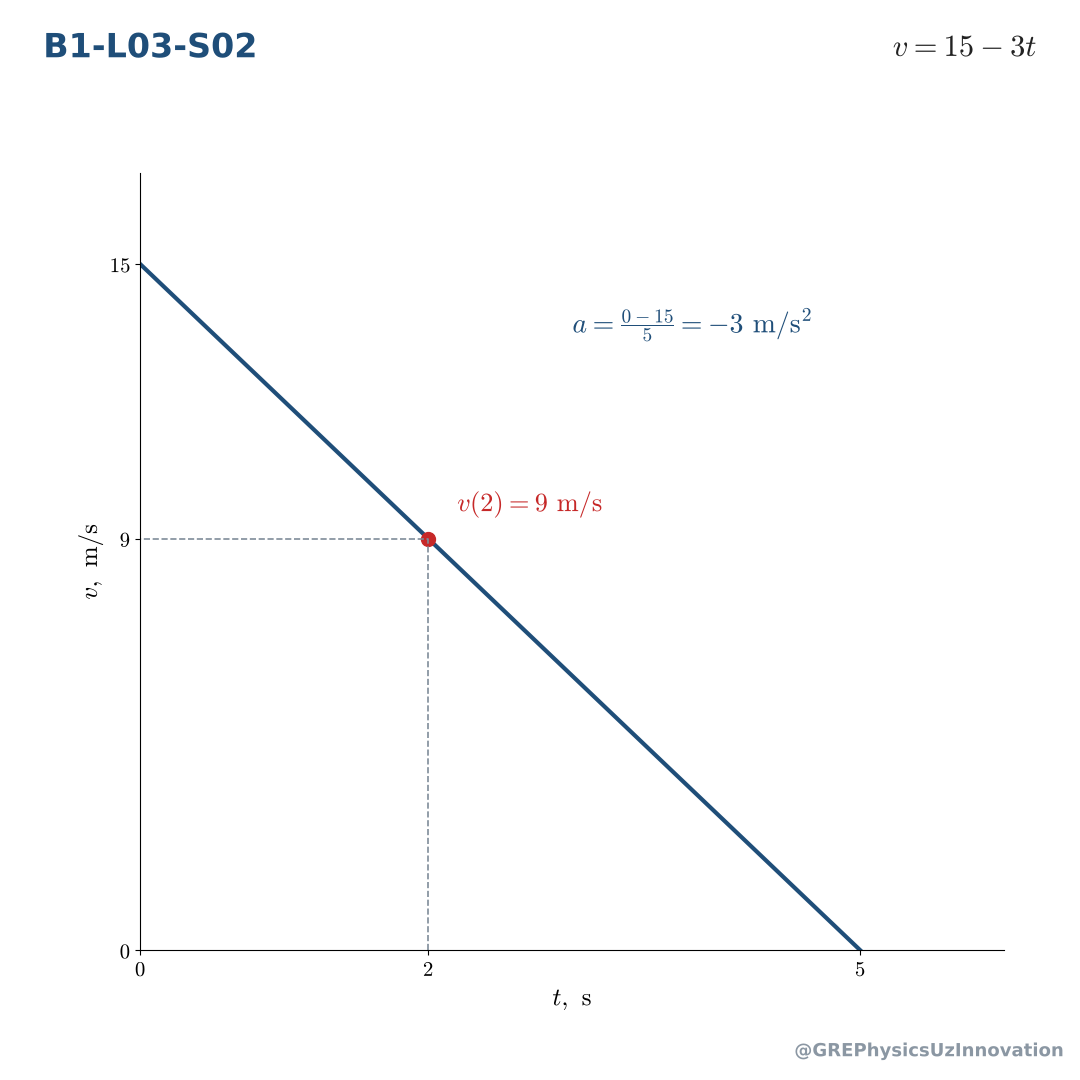 B1-L03-S02
v = 15 − 3t
15
a = \frac{0 − 15}{5} = −3 m/s²
v(2) = 9 m/s
9
v, m/s
0
0
2
5
t, s
@GREPhysicsUzInnovation